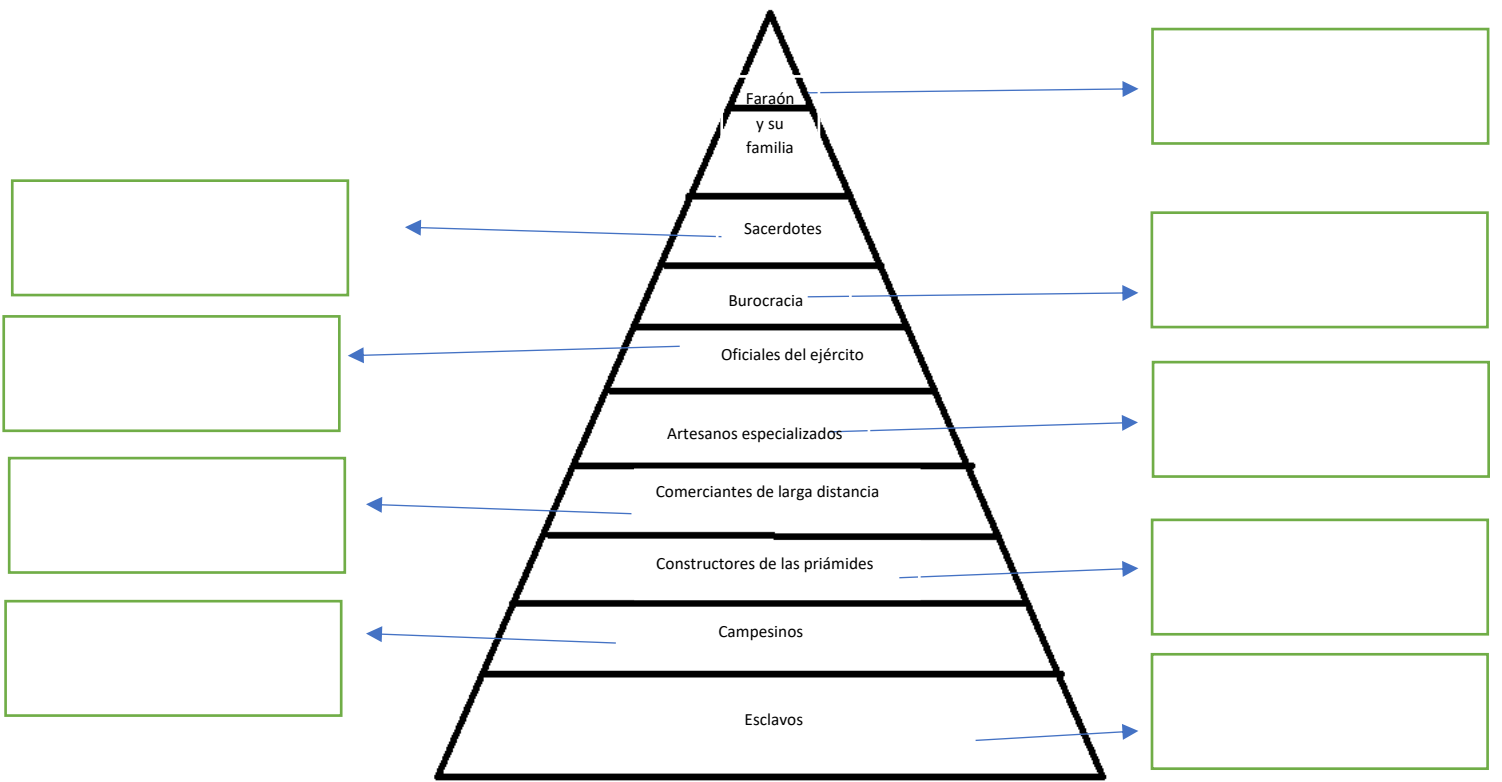 Faraón
y su
familia
Sacerdotes
Burocracia
Oficiales del ejército
Artesanos especializados
Comerciantes de larga distancia
Constructores de las priámides
Campesinos
Esclavos